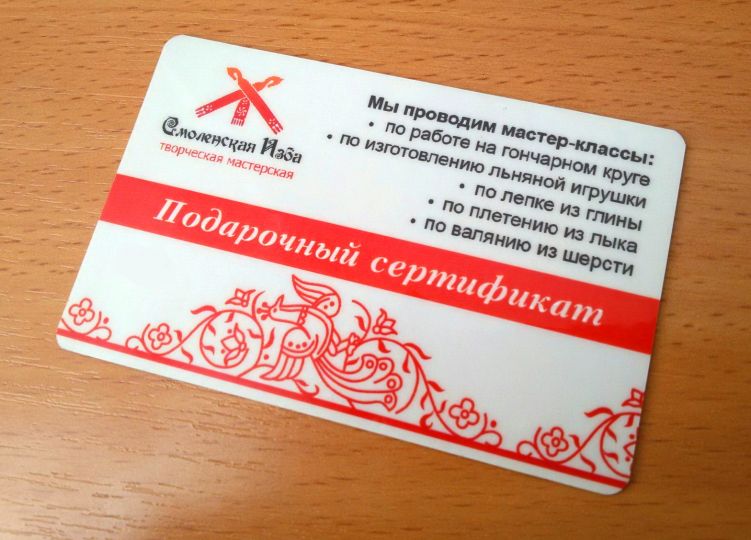 Смоленская Изба
творческая мастерская
Мы проводим мастер-классы:
• по работе на гончарном круге
• по изготовлению льняной игрушки
• по лепке из глины
• по плетению из лыка
• по валянию из шерсти
Подарочный сертификат